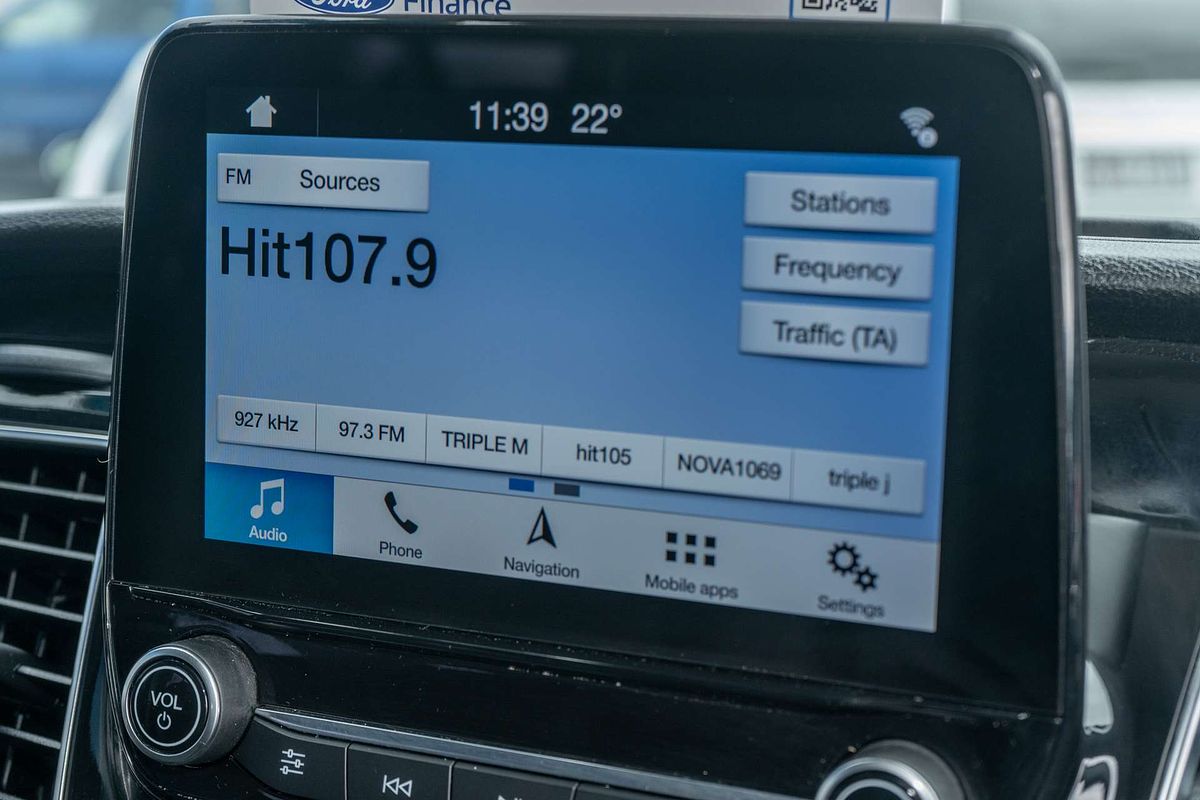 Ford Finance
11:39 22°
FM Sources
Stations
Hit107.9
Frequency
Traffic (TA)
927 kHz 97.3 FM TRIPLE M hit105 NOVA1069 triple j
Audio Phone Navigation Mobile apps Settings
VOL